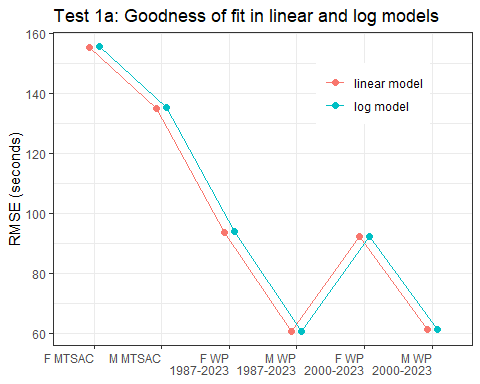 Test 1a: Goodness of fit in linear and log models
160
140
120
100
80
60
RMSE (seconds)
linear model
log model
F MTSAC
M MTSAC
F WP
1987-2023
M WP
1987-2023
F WP
2000-2023
M WP
2000-2023